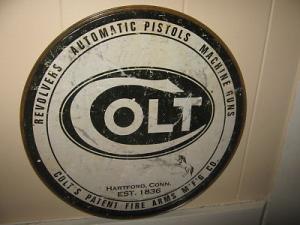 REVOLVERS AUTOMATIC PISTOLS MACHINE GUNS
COLT
HARTFORD, CONN.
EST. 1836
COLT'S PATENT FIRE ARMS M'F'G CO.